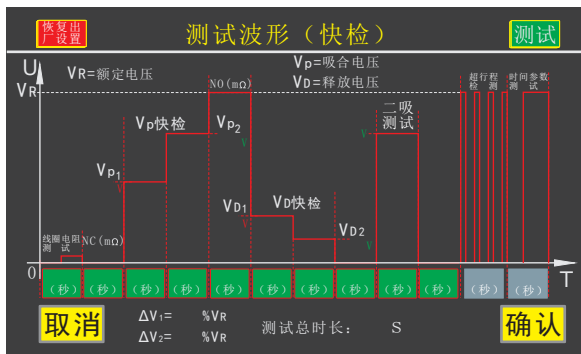 恢复出
厂设置
测试波形（快检）
测试
U
VR
VR=额定电压
Vp=吸合电压
VD=释放电压
NO(mΩ)
超行程
检 测
时间参数
测 试
Vp快检
Vp2
V
二吸
测试
V
Vp1
V
VD1
V
VD快检
VD2
V
线圈电阻
测 试
NC(mΩ)
0
T
(秒)
(秒)
(秒)
(秒)
(秒)
(秒)
(秒)
(秒)
(秒)
(秒)
(秒)
(秒)
取消
ΔV1= %VR
ΔV2= %VR
测试总时长: S
确认